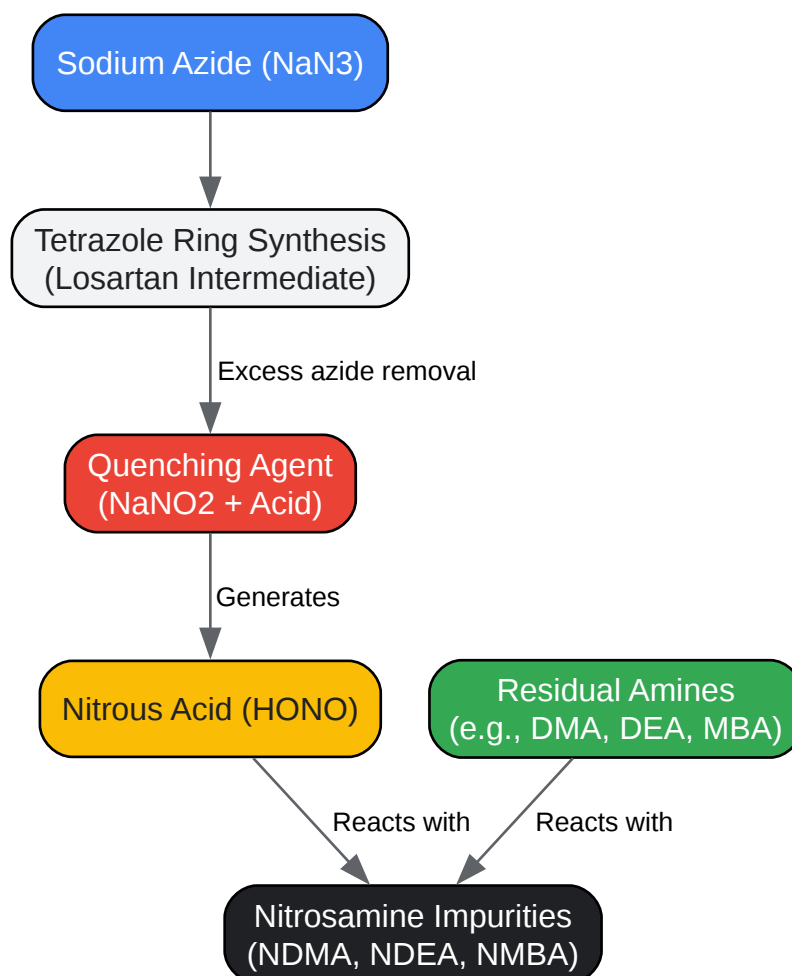 Sodium Azide (NaN3)
Tetrazole Ring Synthesis
(Losartan Intermediate)
Excess azide removal
Quenching Agent
(NaNO2 + Acid)
Generates
Nitrous Acid (HONO)
Residual Amines
(e.g., DMA, DEA, MBA)
Reacts with
Reacts with
Nitrosamine Impurities
(NDMA, NDEA, NMBA)